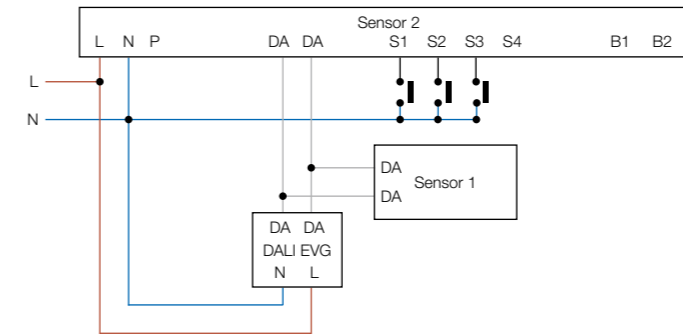 Sensor 2
L N P DA DA S1 S2 S3 S4 B1 B2
L
N
DA
Sensor 1
DA
DA DA
DALI EVG
N L